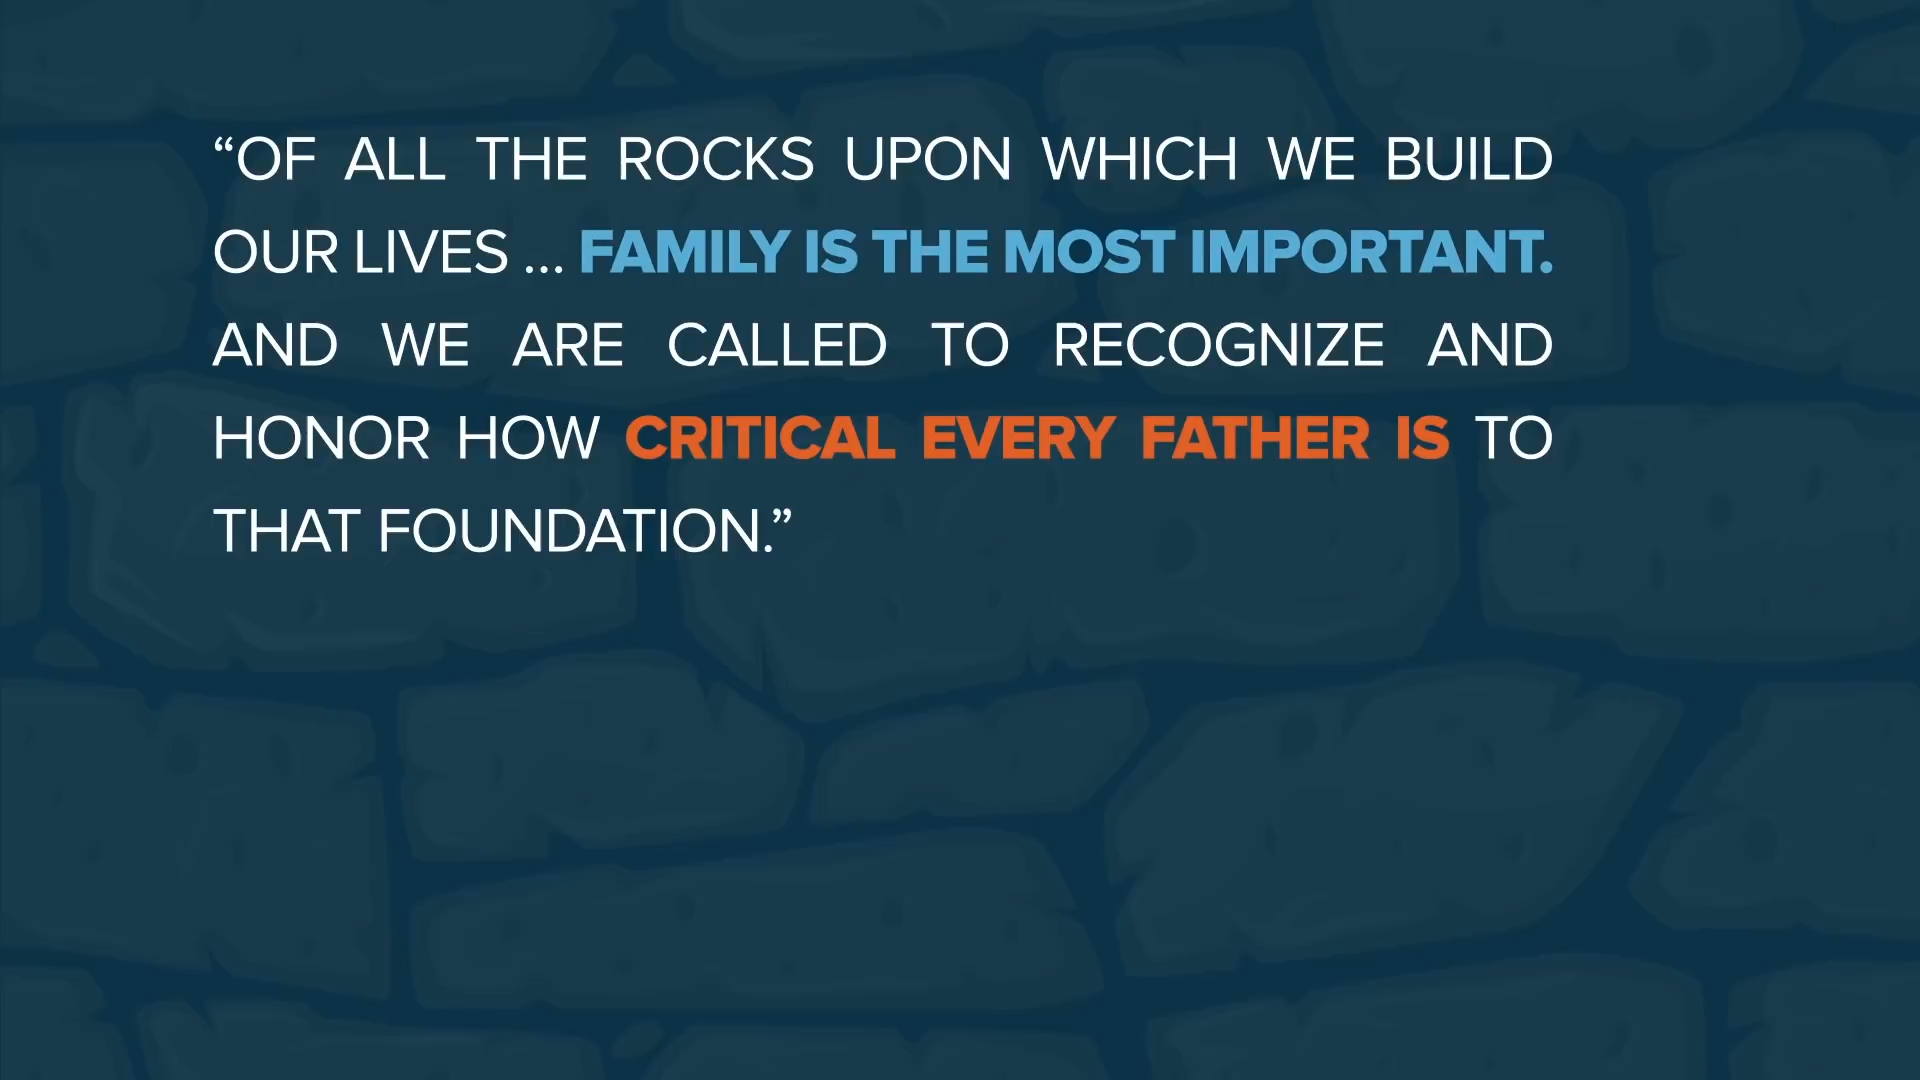 “OF ALL THE ROCKS UPON WHICH WE BUILD
OUR LIVES ... FAMILY IS THE MOST IMPORTANT.
AND WE ARE CALLED TO RECOGNIZE AND
HONOR HOW CRITICAL EVERY FATHER IS TO
THAT FOUNDATION.”